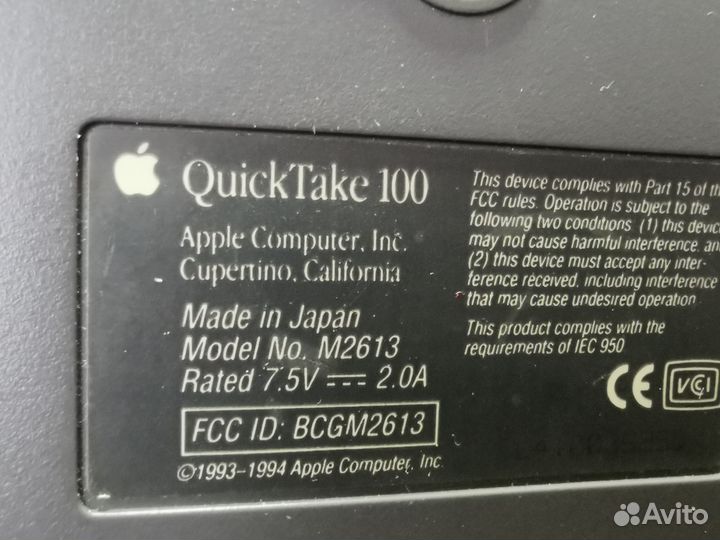 QuickTake 100
Apple Computer, Inc.
Cupertino, California
Made in Japan
Model No. M2613
Rated 7.5V 2.0A
FCC ID: BCGM2613
©1993-1994 Apple Computer, Inc.
This device complies with Part 15 of
FCC rules. Operation is subject to the
following two conditions (1) this
may not cause harmful interference,
(2) this device must accept any inter-
ference received, including interference
that may cause undesired operation
This product complies with the
requirements of IEC 950
CE VCI
Avito